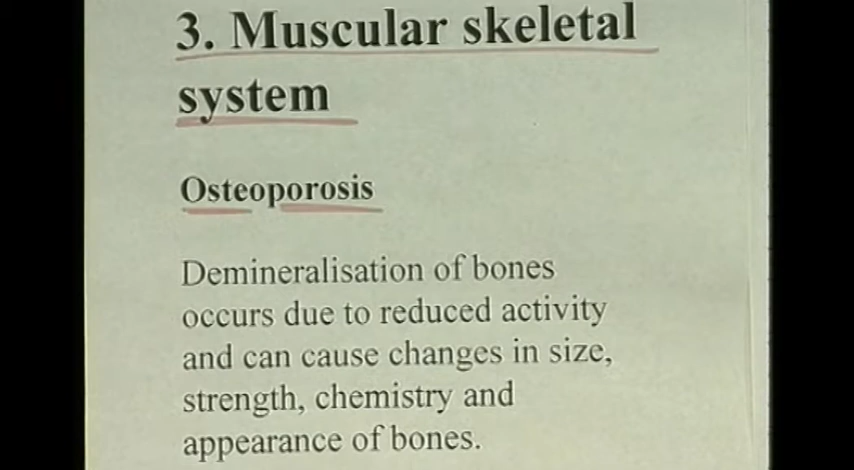 3. Muscular skeletal
system
Osteoporosis
Demineralisation of bones
occurs due to reduced activity
and can cause changes in size,
strength, chemistry and
appearance of bones.